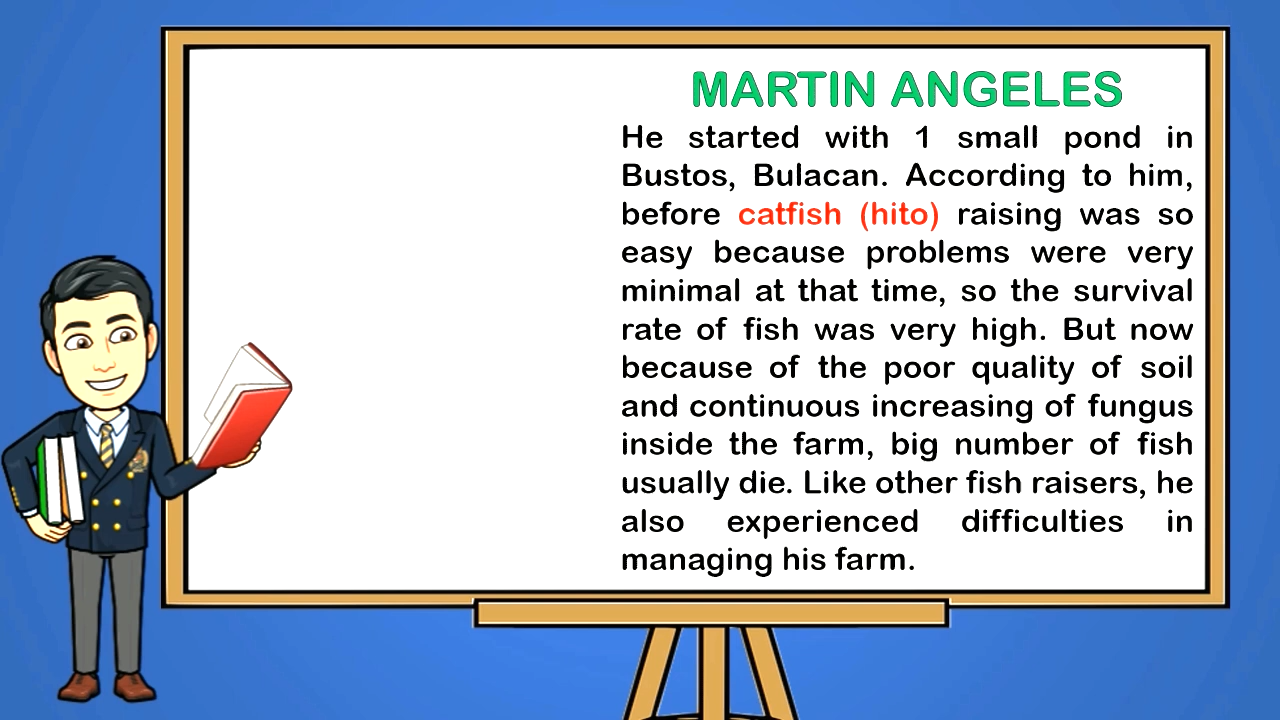 MARTIN ANGELES
He started with 1 small pond in
Bustos, Bulacan. According to him,
before catfish (hito) raising was so
easy because problems were very
minimal at that time, so the survival
rate of fish was very high. But now
because of the poor quality of soil
and continuous increasing of fungus
inside the farm, big number of fish
usually die. Like other fish raisers, he
also experienced difficulties in
managing his farm.